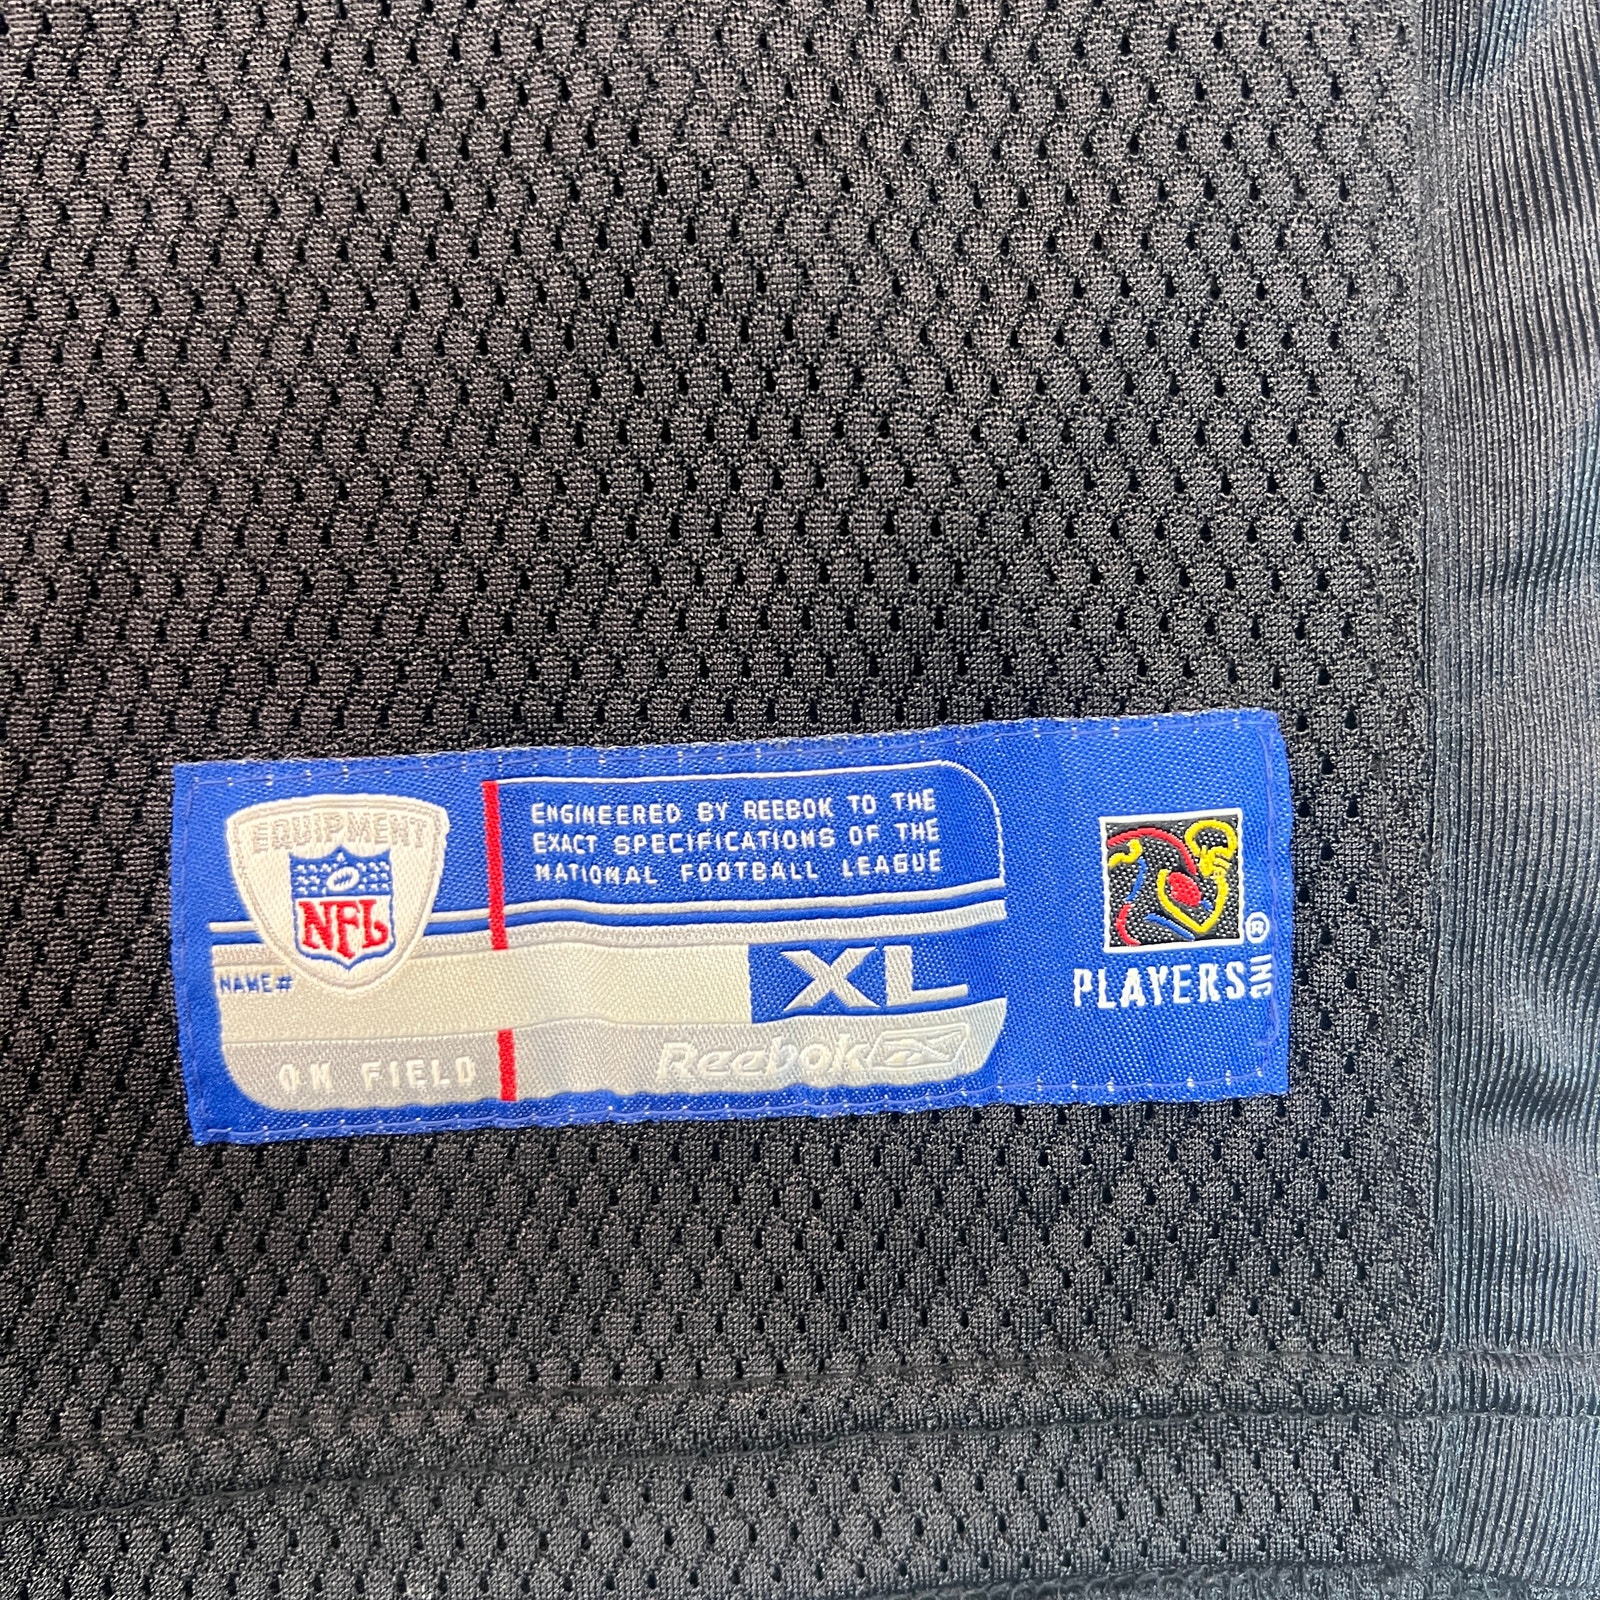 EQUIPMENT
NFL
ENGINEERED BY REEBOK TO THE
EXACT SPECIFICATIONS OF THE
NATIONAL FOOTBALL LEAGUE
NAME#
XL
ON FIELD
Reebok
®
PLAYERS INC